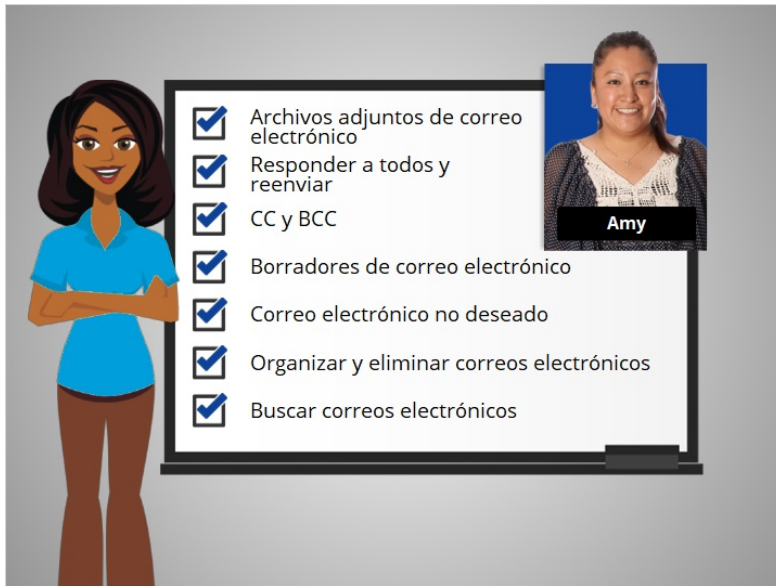 Archivos adjuntos de correo
electrónico
Responder a todos y
reenviar
CC y BCC
Borradores de correo electrónico
Correo electrónico no deseado
Organizar y eliminar correos electrónicos
Buscar correos electrónicos
Amy